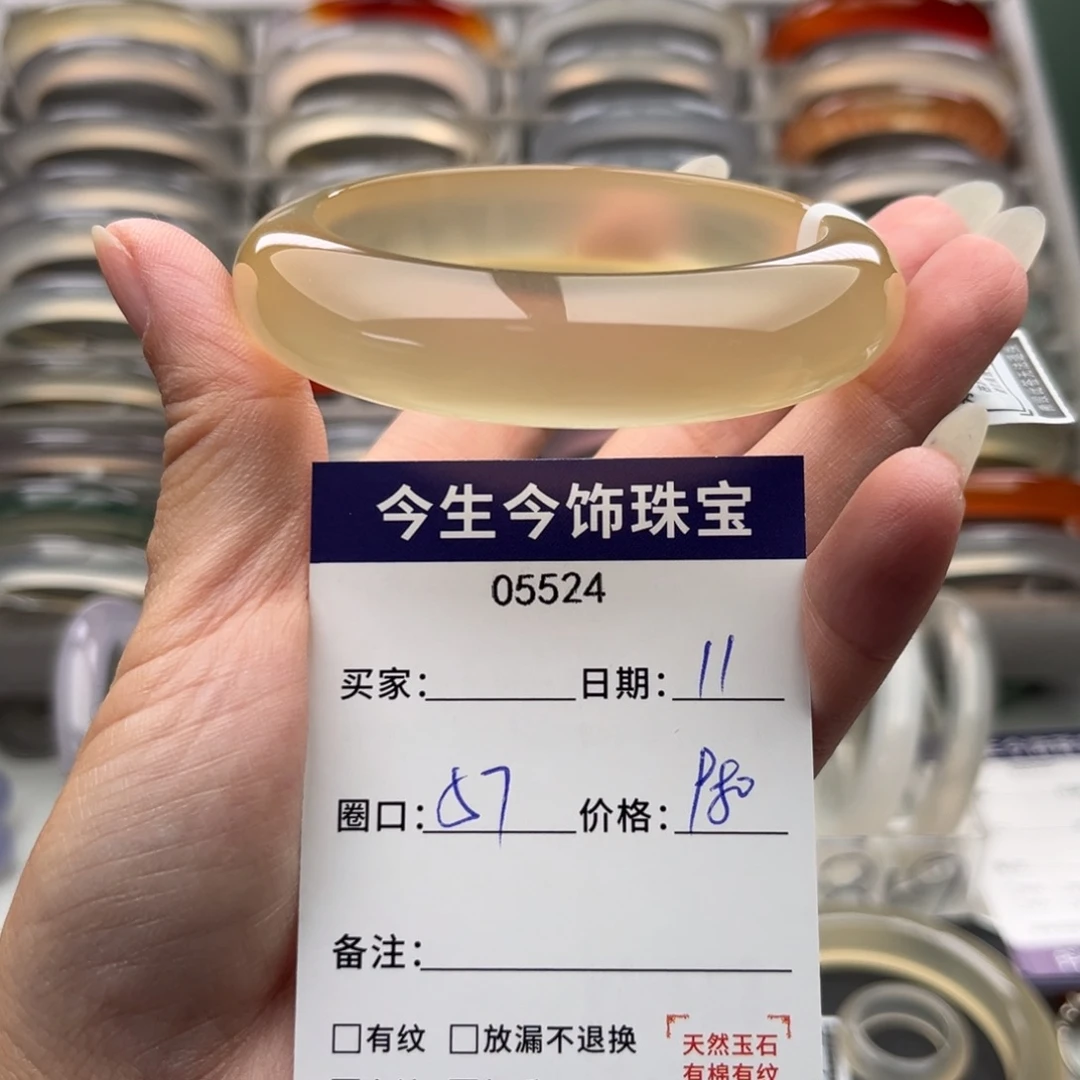 今生今饰珠宝
05524
买家: 日期: 11
圈口: 57 价格: P80
备注:
□有纹 □放漏不退换
天然玉石
有棉有纹